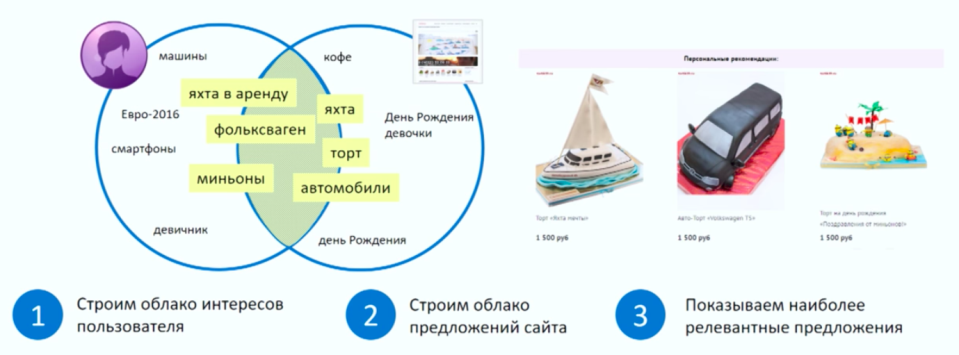 машины
кофе
яхта в аренду
яхта
Евро-2016
День Рождения
девочки
фольксваген
смартфоны
торт
миньоны
автомобили
девичник
день Рождения
Персональные рекомендации:
Торт «Яхта мечты»
1 500 руб
Авто-Торт «Volkswagen T5»
1 500 руб
Торт на день рождения
«Поздравления от миньонов!»
1 500 руб
1
Строим облако интересов
пользователя
2
Строим облако
предложений сайта
3
Показываем наиболее
релевантные предложения